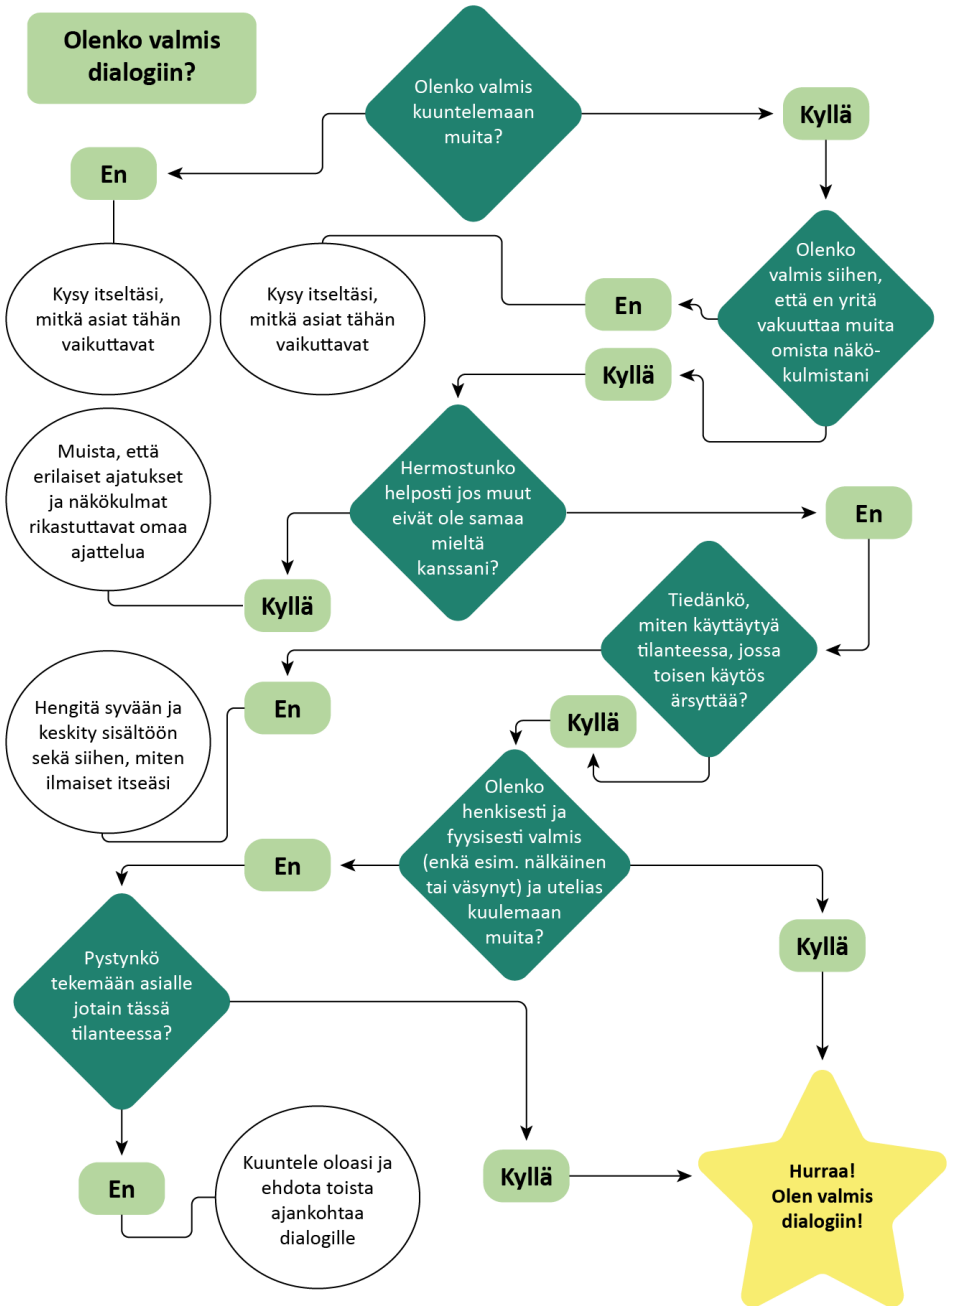 Olenko valmis
dialogiin?
Olenko valmis
kuuntelemaan
muita?
Kyllä
En
Kysy itseltäsi,
mitkä asiat tähän
vaikuttavat
Olenko
valmis siihen,
että en yritä
vakuuttaa muita
omista näkö-
kulmistani
En
Kysy itseltäsi,
mitkä asiat tähän
vaikuttavat
Kyllä
Hermostunko
helposti jos muut
eivät ole samaa
mieltä
kanssani?
Kyllä
Muista, että
erilaiset ajatukset
ja näkökulmat
rikastuttavat omaa
ajattelua
En
Tiedänkö,
miten käyttäytyä
tilanteessa, jossa
toisen käytös
ärsyttää?
En
Hengitä syvään ja
keskity sisältöön
sekä siihen, miten
ilmaiset itseäsi
Kyllä
Olenko
henkisesti ja
fyysisesti valmis
(enkä esim. nälkäinen
tai väsynyt) ja utelias
kuulemaan
muita?
En
Kyllä
Pystynkö
tekemään asialle
jotain tässä
tilanteessa?
En
Kuuntele oloasi ja
ehdota toista
ajankohtaa
dialogille
Kyllä
Hurraa!
Olen valmis
dialogiin!